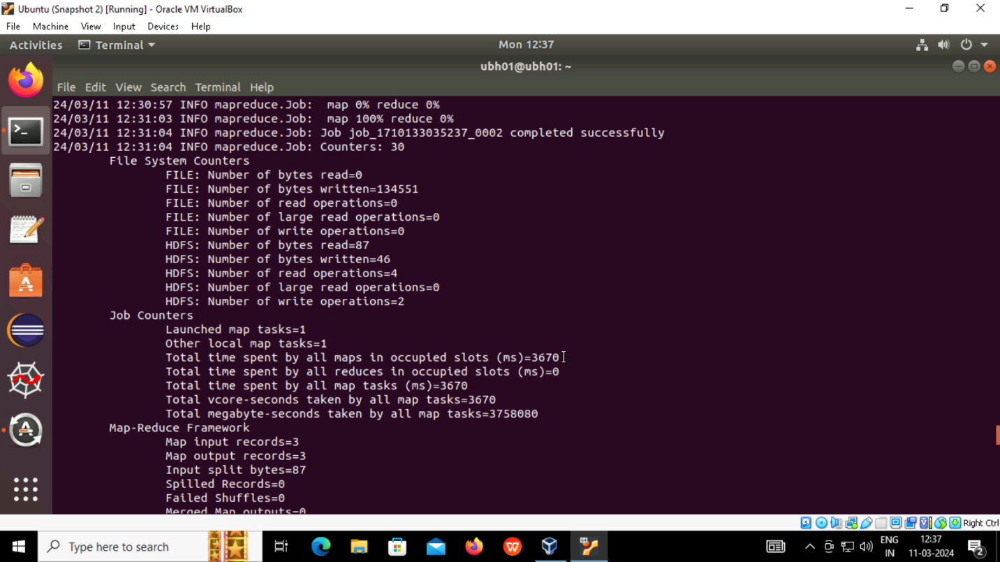 Ubuntu (Snapshot 2) [Running] - Oracle VM VirtualBox
File Machine View Input Devices Help
Activities Terminal Mon 12:37
ubh01@ubh01: ~
File Edit View Search Terminal Help
24/03/11 12:30:57 INFO mapreduce.Job:  map 0% reduce 0%
24/03/11 12:31:03 INFO mapreduce.Job:  map 100% reduce 0%
24/03/11 12:31:04 INFO mapreduce.Job: Job job_1710133035237_0002 completed successfully
24/03/11 12:31:04 INFO mapreduce.Job: Counters: 30
File System Counters
FILE: Number of bytes read=0
FILE: Number of bytes written=134551
FILE: Number of read operations=0
FILE: Number of large read operations=0
FILE: Number of write operations=0
HDFS: Number of bytes read=87
HDFS: Number of bytes written=46
HDFS: Number of read operations=4
HDFS: Number of large read operations=0
HDFS: Number of write operations=2
Job Counters
Launched map tasks=1
Other local map tasks=1
Total time spent by all maps in occupied slots (ms)=3670
Total time spent by all reduces in occupied slots (ms)=0
Total time spent by all map tasks (ms)=3670
Total vcore-seconds taken by all map tasks=3670
Total megabyte-seconds taken by all map tasks=3758080
Map-Reduce Framework
Map input records=3
Map output records=3
Input split bytes=87
Spilled Records=0
Failed Shuffles=0
Merged Map outputs=0
Right Ctrl
Type here to search
ENG 12:37
IN 11-03-2024 2